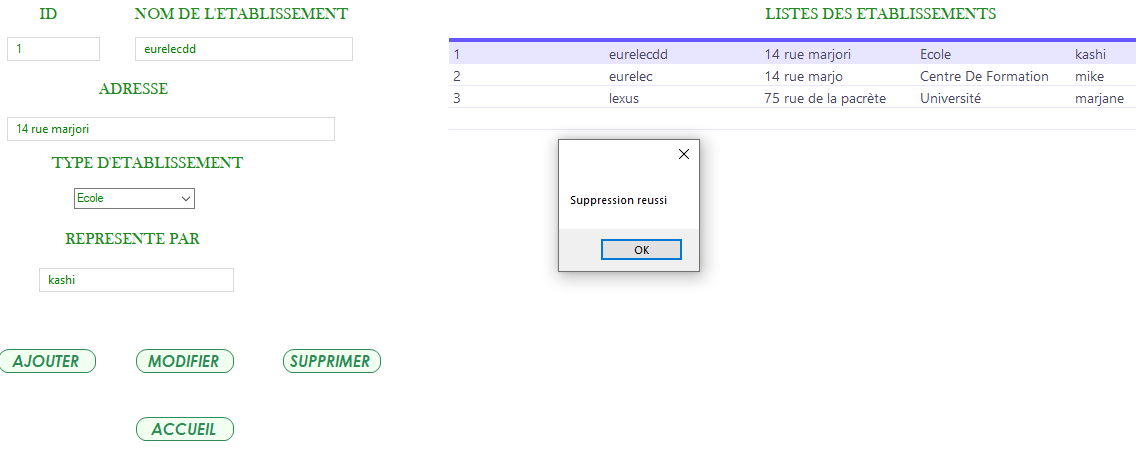 ID NOM DE L'ETABLISSEMENT
1 eurelecdd
ADRESSE
14 rue marjori
TYPE D'ETABLISSEMENT
Ecole
REPRESENTE PAR
kashi
AJOUTER MODIFIER SUPPRIMER
ACCUEIL
LISTES DES ETABLISSEMENTS
1 eurelecdd 14 rue marjori Ecole kashi
2 eurelec 14 rue marjo Centre De Formation mike
3 lexus 75 rue de la pacrète Université marjane
Suppression reussi
OK